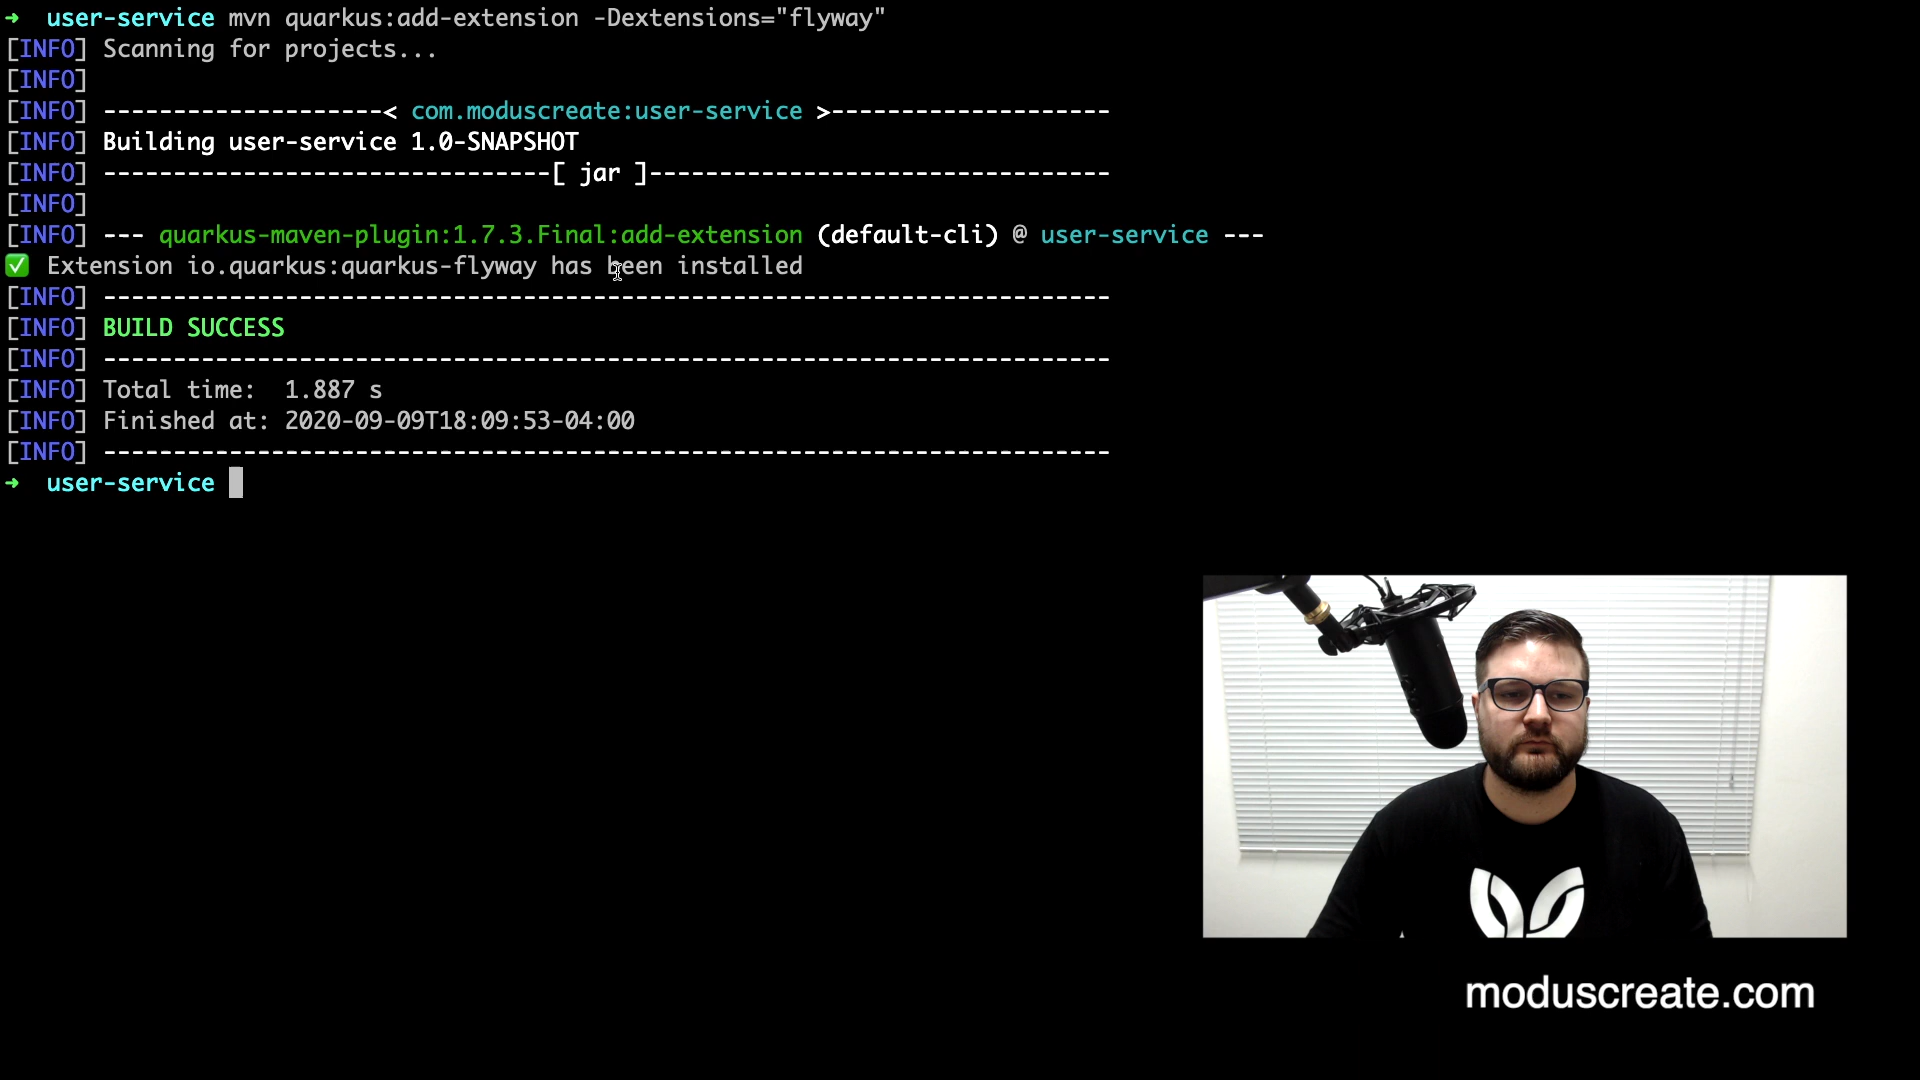 ➜  user-service mvn quarkus:add-extension -Dextensions="flyway"
[INFO] Scanning for projects...
[INFO]
[INFO] --------------------< com.moduscreate:user-service >--------------------
[INFO] Building user-service 1.0-SNAPSHOT
[INFO] --------------------------------[ jar ]---------------------------------
[INFO]
[INFO] --- quarkus-maven-plugin:1.7.3.Final:add-extension (default-cli) @ user-service ---
✅ Extension io.quarkus:quarkus-flyway has been installed
[INFO] ------------------------------------------------------------------------
[INFO] BUILD SUCCESS
[INFO] ------------------------------------------------------------------------
[INFO] Total time:  1.887 s
[INFO] Finished at: 2020-09-09T18:09:53-04:00
[INFO] ------------------------------------------------------------------------
➜  user-service
moduscreate.com